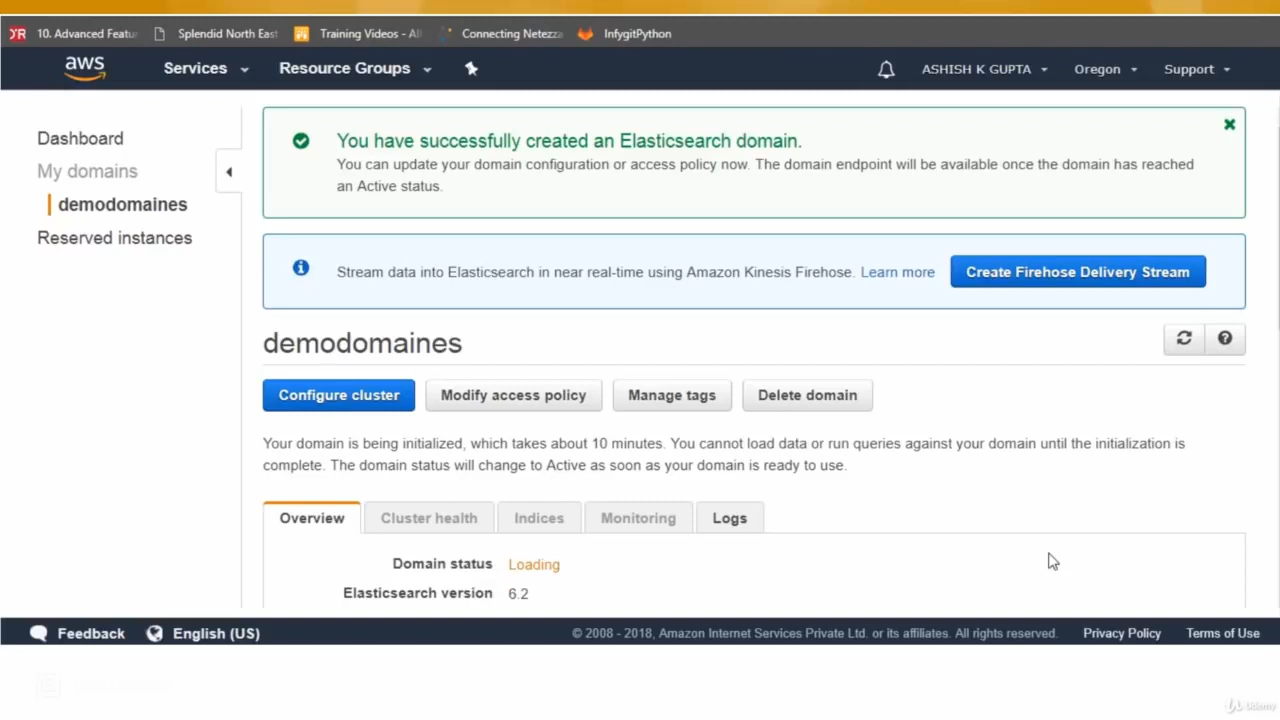 10. Advanced Featur Splendid North East Training Videos - Al Connecting Netezza InfygitPython
aws Services Resource Groups ASHISH K GUPTA Oregon Support
Dashboard
My domains
demodomaines
Reserved instances
You have successfully created an Elasticsearch domain.
You can update your domain configuration or access policy now. The domain endpoint will be available once the domain has reached
an Active status.
Stream data into Elasticsearch in near real-time using Amazon Kinesis Firehose. Learn more Create Firehose Delivery Stream
demodomaines
Configure cluster Modify access policy Manage tags Delete domain
Your domain is being initialized, which takes about 10 minutes. You cannot load data or run queries against your domain until the initialization is
complete. The domain status will change to Active as soon as your domain is ready to use.
Overview Cluster health Indices Monitoring Logs
Domain status Loading
Elasticsearch version 6.2
Feedback English (US) © 2008 - 2018, Amazon Internet Services Private Ltd. or its affiliates. All rights reserved. Privacy Policy Terms of Use
Udemy